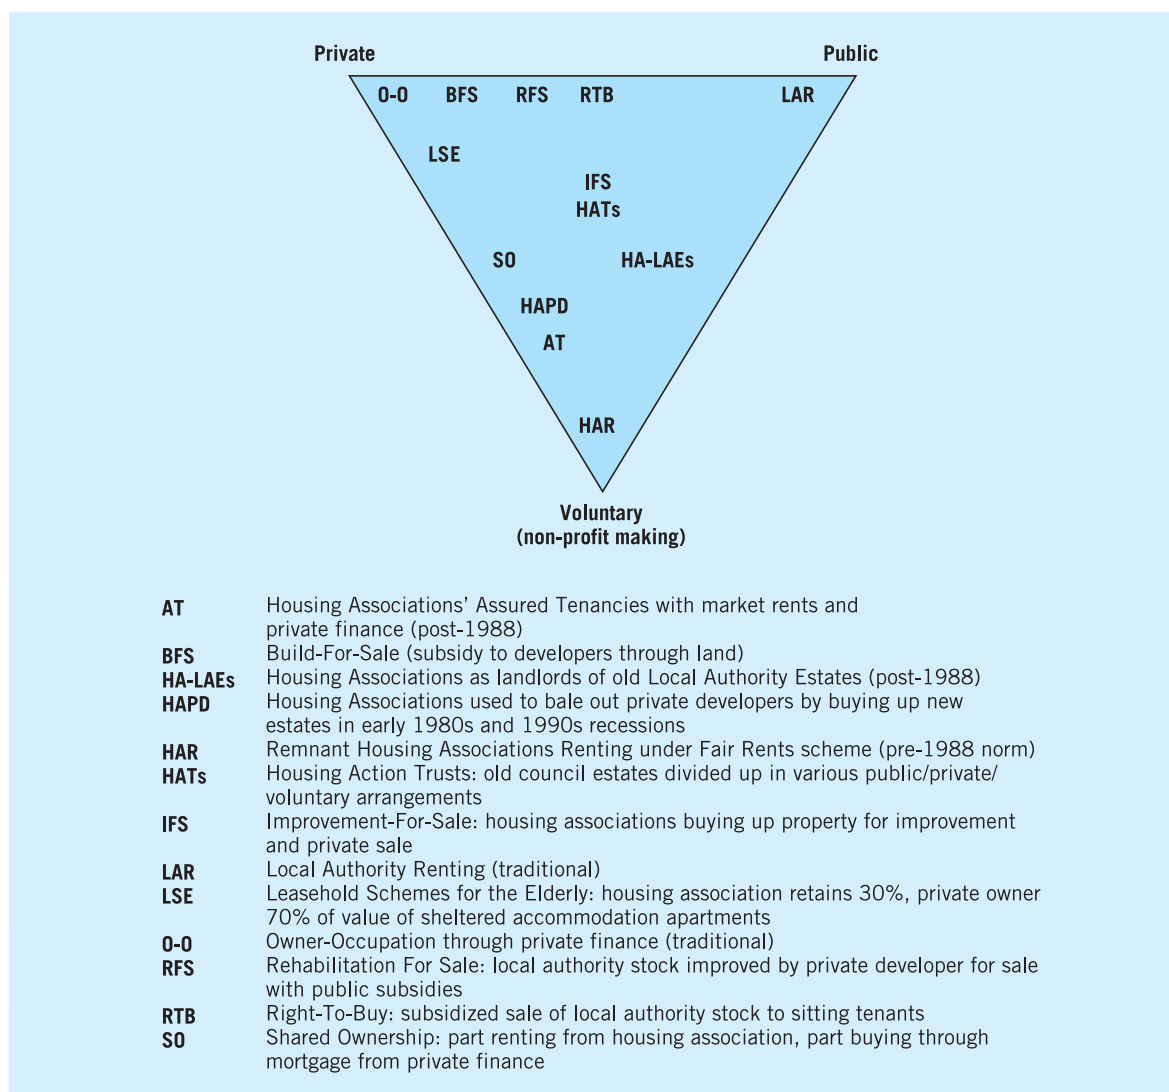 Private Public
O-O BFS RFS RTB LAR
LSE
IFS
HATs
SO HA-LAEs
HAPD
AT
HAR
Voluntary
(non-profit making)
AT Housing Associations' Assured Tenancies with market rents and
private finance (post-1988)
BFS Build-For-Sale (subsidy to developers through land)
HA-LAEs Housing Associations as landlords of old Local Authority Estates (post-1988)
HAPD Housing Associations used to bale out private developers by buying up new
estates in early 1980s and 1990s recessions
HAR Remnant Housing Associations Renting under Fair Rents scheme (pre-1988 norm)
HATs Housing Action Trusts: old council estates divided up in various public/private/
voluntary arrangements
IFS Improvement-For-Sale: housing associations buying up property for improvement
and private sale
LAR Local Authority Renting (traditional)
LSE Leasehold Schemes for the Elderly: housing association retains 30%, private owner
70% of value of sheltered accommodation apartments
O-O Owner-Occupation through private finance (traditional)
RFS Rehabilitation For Sale: local authority stock improved by private developer for sale
with public subsidies
RTB Right-To-Buy: subsidized sale of local authority stock to sitting tenants
SO Shared Ownership: part renting from housing association, part buying through
mortgage from private finance